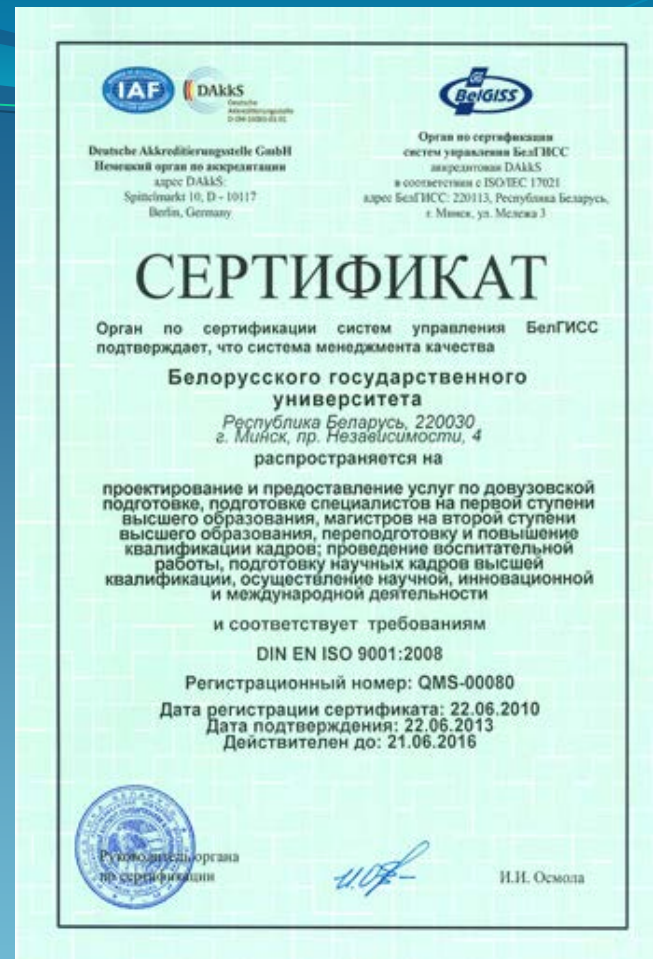 IAF
DAkkS
Deutsche
Akkreditierungsstelle
BelGISS
Deutsche Akkreditierungsstelle GmbH
Немецкий орган по аккредитации
адрес DAkkS:
Spittelmarkt 10, D - 10117
Berlin, Germany
Орган по сертификации
систем управления БелГИСС
аккредитован DAkkS
в соответствии с ISO/IEC 17021
адрес БелГИСС: 220113, Республика Беларусь,
г. Минск, ул. Мележа 3
СЕРТИФИКАТ
Орган по сертификации систем управления БелГИСС
подтверждает, что система менеджмента качества
Белорусского государственного
университета
Республика Беларусь, 220030
г. Минск, пр. Независимости, 4
распространяется на
проектирование и предоставление услуг по довузовской
подготовке, подготовке специалистов на первой ступени
высшего образования, магистров на второй ступени
высшего образования, переподготовку и повышение
квалификации кадров; проведение воспитательной
работы, подготовку научных кадров высшей
квалификации, осуществление научной, инновационной
и международной деятельности
и соответствует требованиям
DIN EN ISO 9001:2008
Регистрационный номер: QMS-00080
Дата регистрации сертификата: 22.06.2010
Дата подтверждения: 22.06.2013
Действителен до: 21.06.2016
Руководитель органа
по сертификации
И.И. Осмола